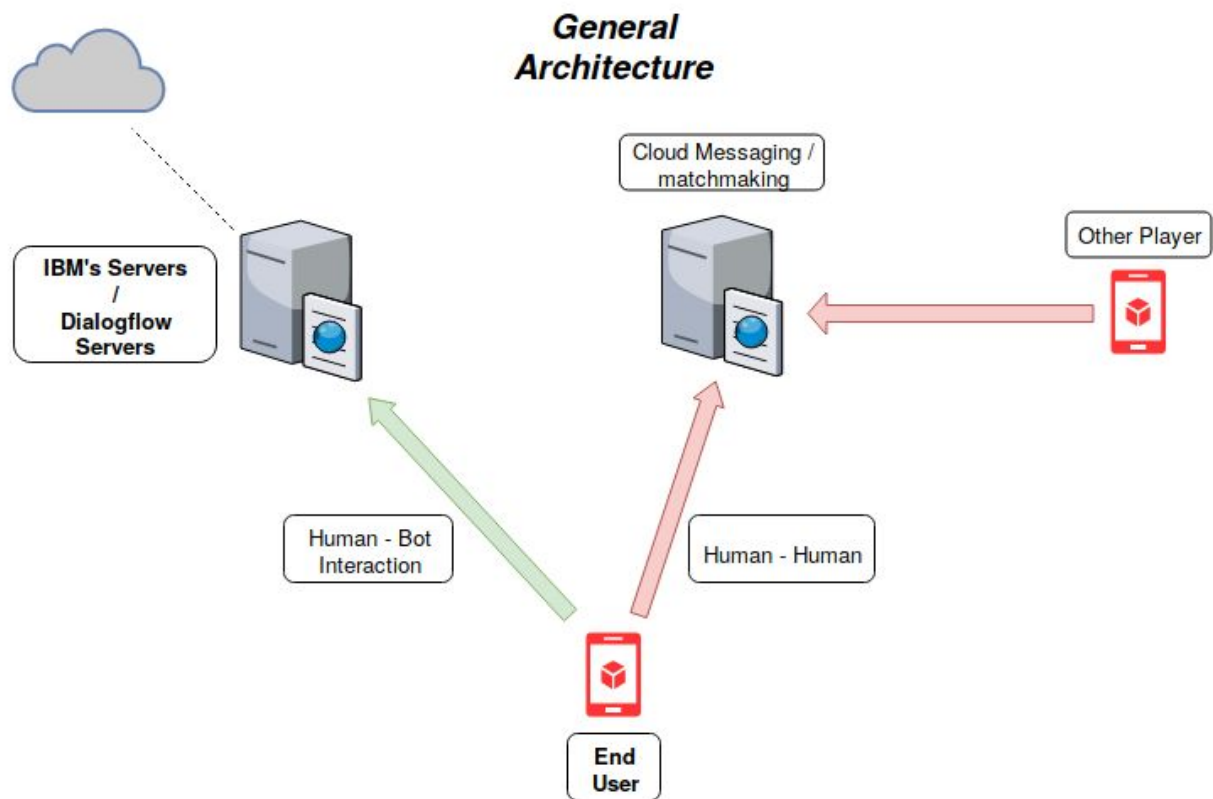 General
Architecture
Cloud Messaging /
matchmaking
Other Player
IBM's Servers
/
Dialogflow
Servers
Human - Bot
Interaction
Human - Human
End
User